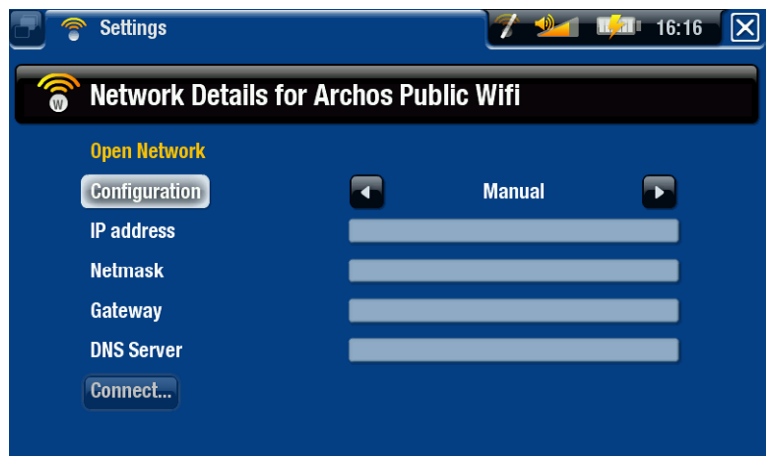 Settings 16:16
W Network Details for Archos Public Wifi
Open Network
Configuration Manual
IP address
Netmask
Gateway
DNS Server
Connect...